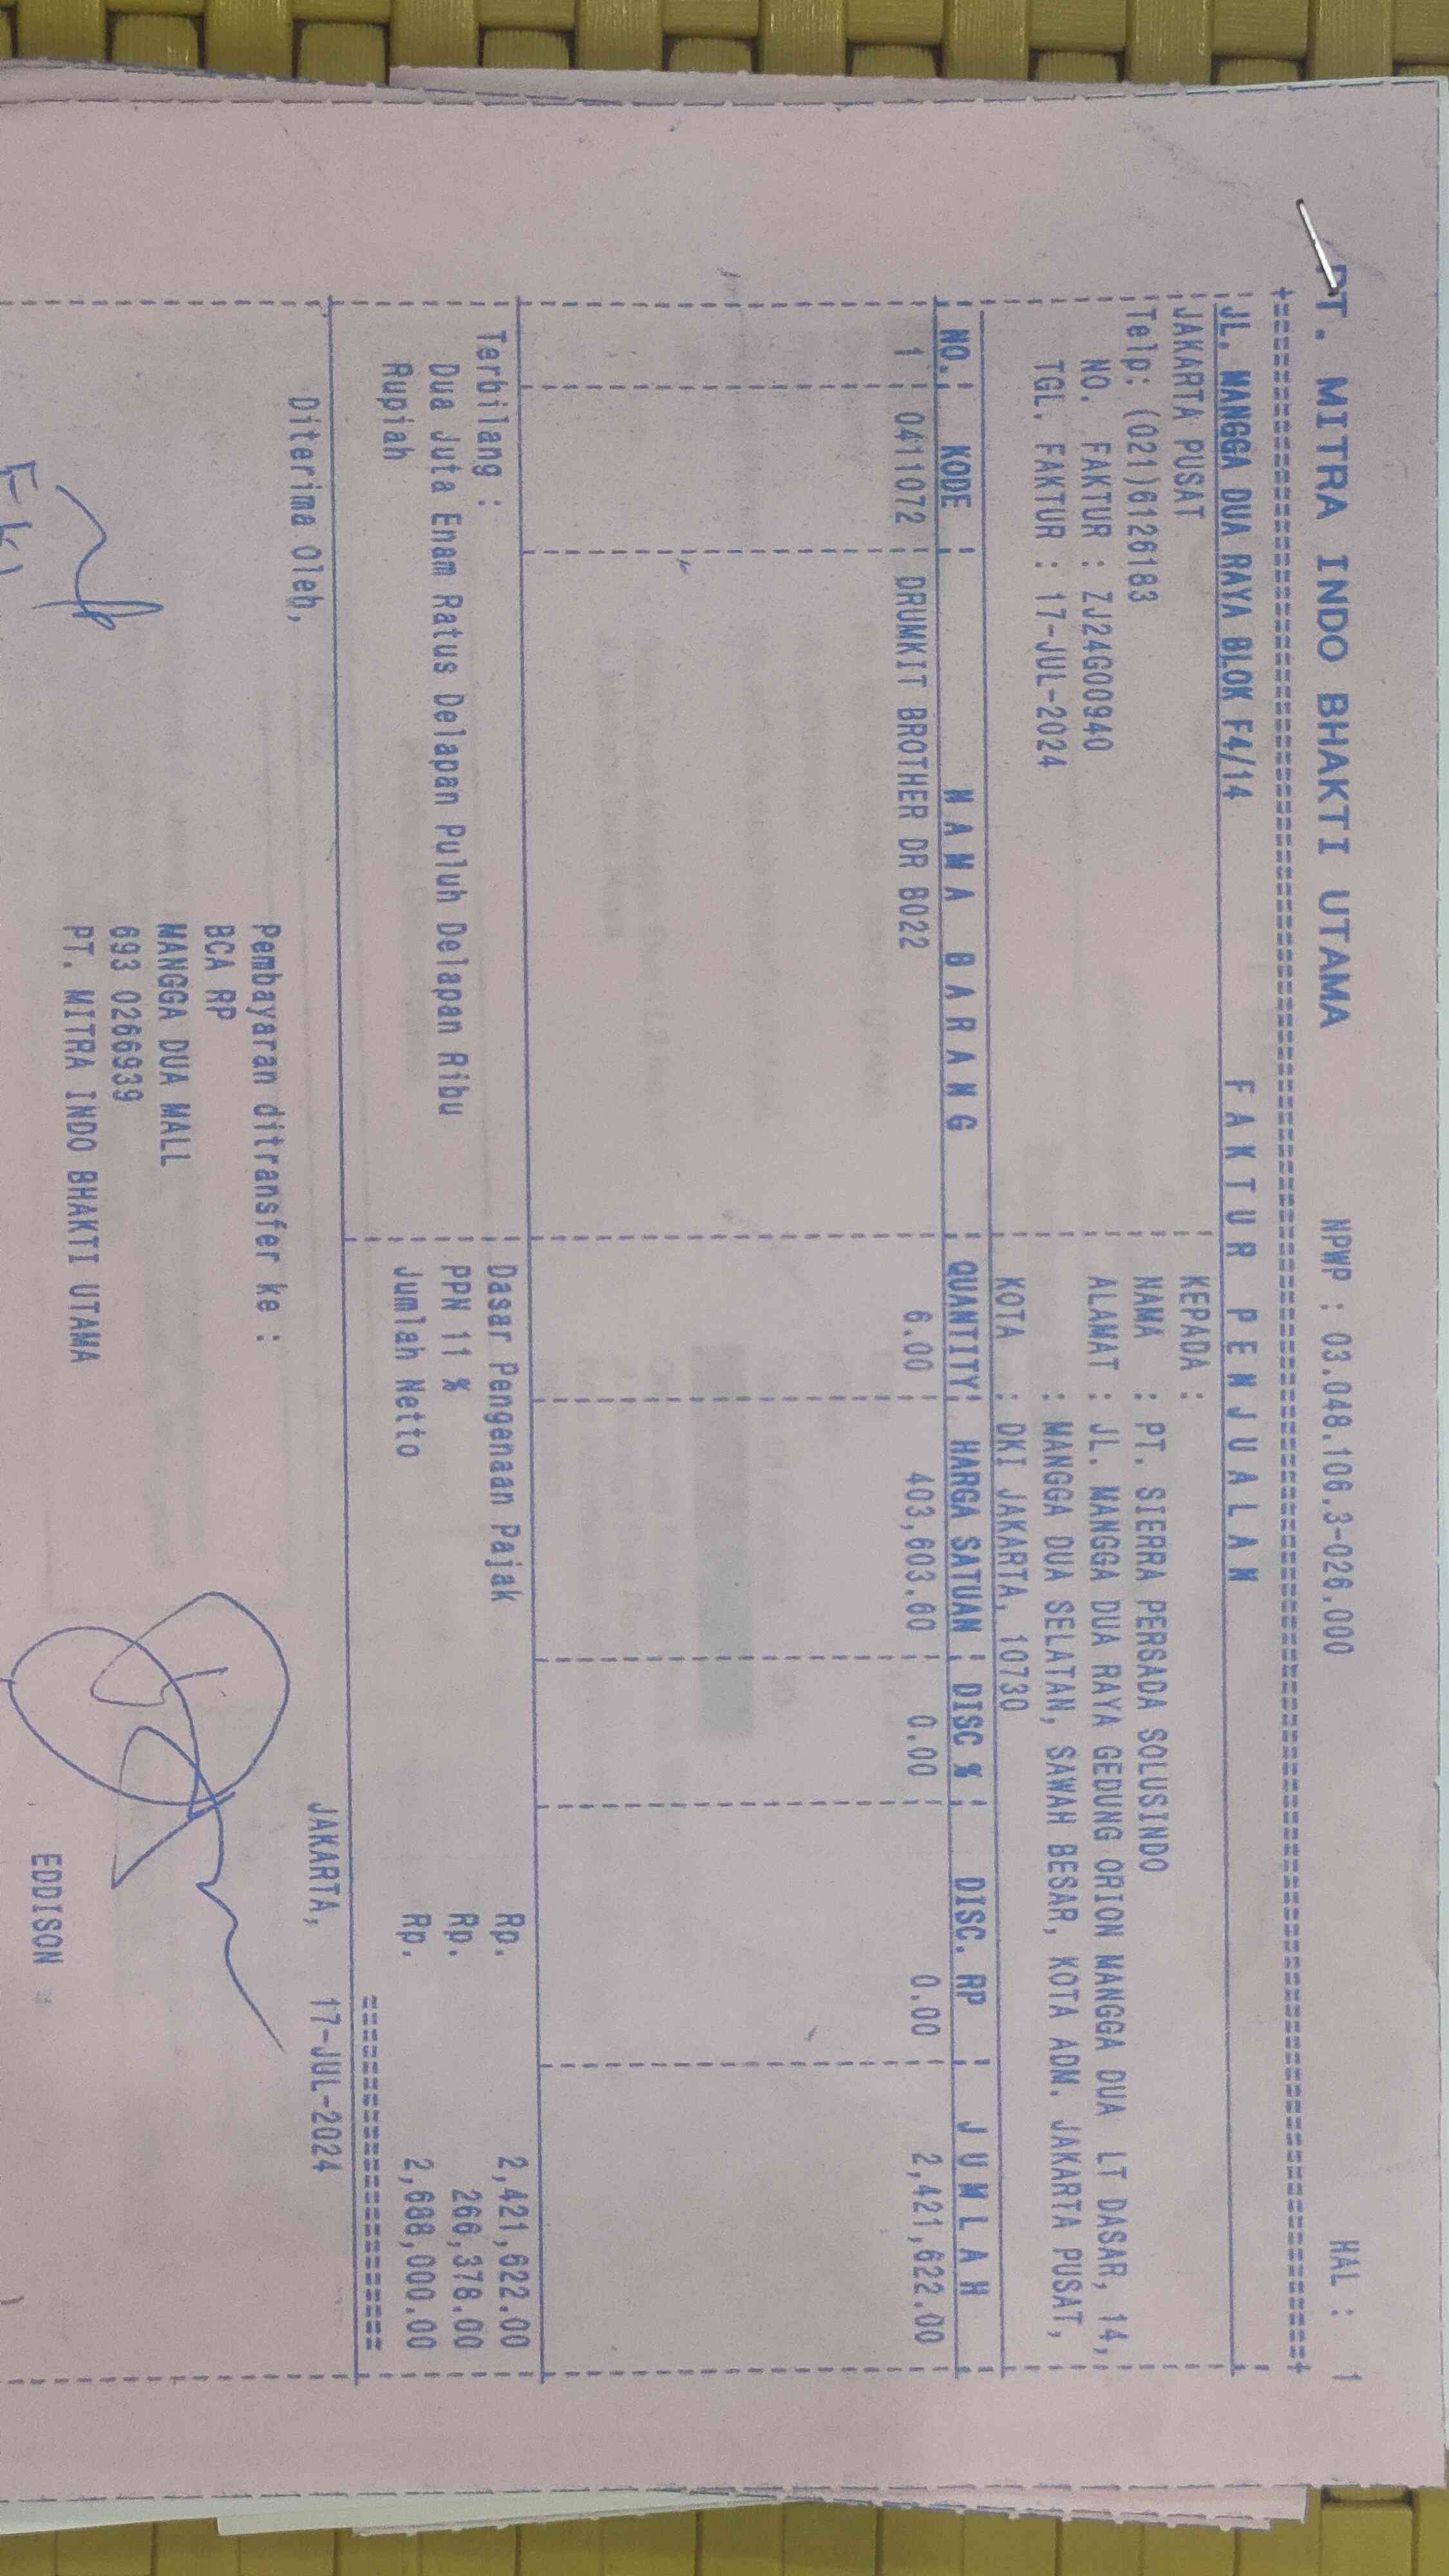 PT. MITRA INDO BHAKTI UTAMA NPWP : 03.048.106.3-026.000 HAL : 1
JL. MANGGA DUA RAYA BLOK F4/14 F A K T U R P E N J U A L A N
JAKARTA PUSAT KEPADA :
Telp: (021)6126183 NAMA : PT. SIERRA PERSADA SOLUSINDO
NO. FAKTUR : ZJ24G00940 ALAMAT : JL. MANGGA DUA RAYA GEDUNG ORION MANGGA DUA LT DASAR, 14,
TGL. FAKTUR : 17-JUL-2024 : MANGGA DUA SELATAN, SAWAH BESAR, KOTA ADM. JAKARTA PUSAT,
KOTA : DKI JAKARTA, 10730
NO. KODE N A M A B A R A N G QUANTITY HARGA SATUAN DISC % DISC. RP J U M L A H
1 0411072 DRUMKIT BROTHER DR B022 6.00 403,603.60 0.00 0.00 2,421,622.00
Terbilang : Dasar Pengenaan Pajak Rp. 2,421,622.00
Dua Juta Enam Ratus Delapan Puluh Delapan Ribu PPN 11 % Rp. 266,378.00
Rupiah Jumlah Netto Rp. 2,688,000.00
Diterima Oleh, JAKARTA, 17-JUL-2024
Pembayaran ditransfer ke :
BCA RP
MANGGA DUA MALL
693 0266939
PT. MITRA INDO BHAKTI UTAMA
EDDISON